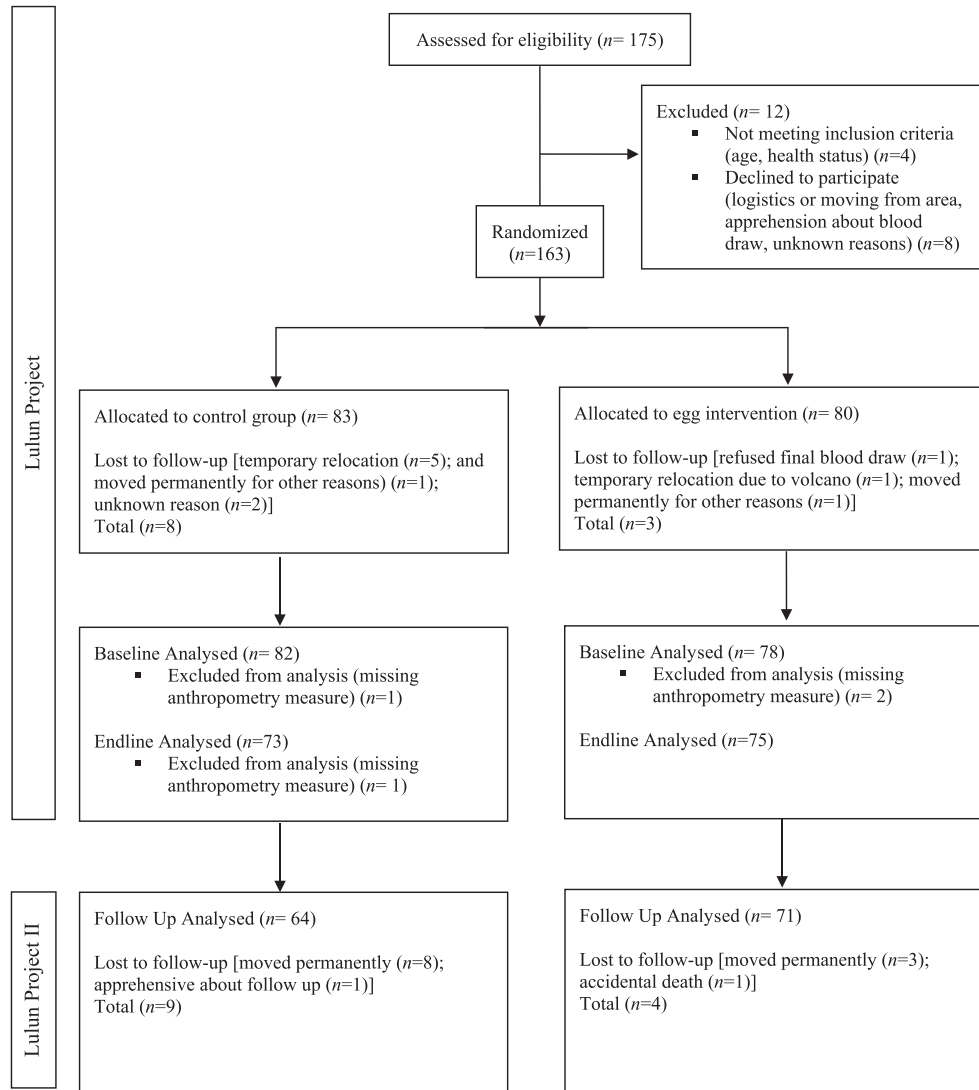 Assessed for eligibility (n= 175)
Excluded (n= 12)
▪ Not meeting inclusion criteria
(age, health status) (n=4)
▪ Declined to participate
(logistics or moving from area,
apprehension about blood
draw, unknown reasons) (n=8)
Randomized
(n=163)
Lulun Project
Allocated to control group (n= 83)
Lost to follow-up [temporary relocation (n=5); and
moved permanently for other reasons) (n=1);
unknown reason (n=2)]
Total (n=8)
Allocated to egg intervention (n= 80)
Lost to follow-up [refused final blood draw (n=1);
temporary relocation due to volcano (n=1); moved
permanently for other reasons (n=1)]
Total (n=3)
Baseline Analysed (n= 82)
▪ Excluded from analysis (missing
anthropometry measure) (n=1)
Endline Analysed (n=73)
▪ Excluded from analysis (missing
anthropometry measure) (n= 1)
Baseline Analysed (n= 78)
▪ Excluded from analysis (missing
anthropometry measure) (n= 2)
Endline Analysed (n=75)
Lulun Project II
Follow Up Analysed (n= 64)
Lost to follow-up [moved permanently (n=8);
apprehensive about follow up (n=1)]
Total (n=9)
Follow Up Analysed (n= 71)
Lost to follow-up [moved permanently (n=3);
accidental death (n=1)]
Total (n=4)